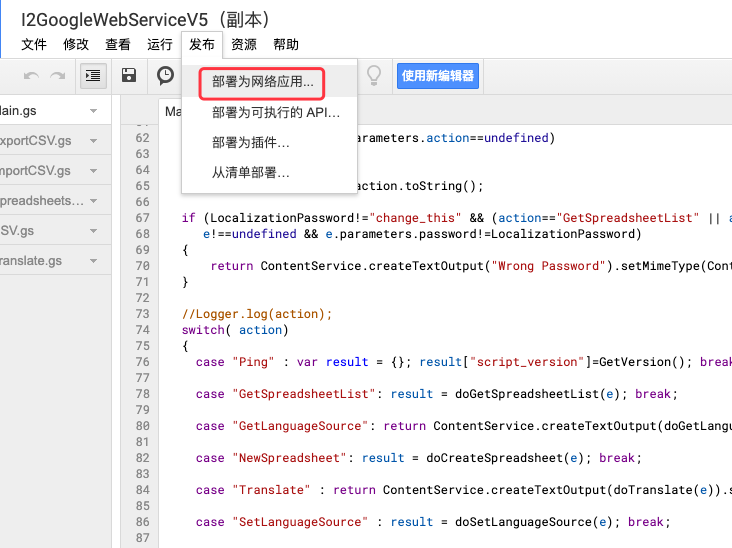 I2GoogleWebServiceV5（副本）
文件 修改 查看 运行 发布 资源 帮助
部署为网络应用...
部署为可执行的 API...
部署为插件...
从清单部署...
使用新编辑器
ain.gs
xportCSV.gs
mportCSV.gs
preadsheets...
SV.gs
ranslate.gs
Ma
62 arameters.action==undefined)
63
64
65 action.toString();
66
67 if (LocalizationPassword!="change_this" && (action=="GetSpreadsheetList" || a
68 e!==undefined && e.parameters.password!=LocalizationPassword)
69 {
70 return ContentService.createTextOutput("Wrong Password").setMimeType(Cont
71 }
72
73 //Logger.log(action);
74 switch( action)
75 {
76 case "Ping" : var result = {}; result["script_version"]=GetVersion(); break
77
78 case "GetSpreadsheetList": result = doGetSpreadsheetList(e); break;
79
80 case "GetLanguageSource": return ContentService.createTextOutput(doGetLangu
81
82 case "NewSpreadsheet": result = doCreateSpreadsheet(e); break;
83
84 case "Translate" : return ContentService.createTextOutput(doTranslate(e)).s
85
86 case "SetLanguageSource" : result = doSetLanguageSource(e); break;
87